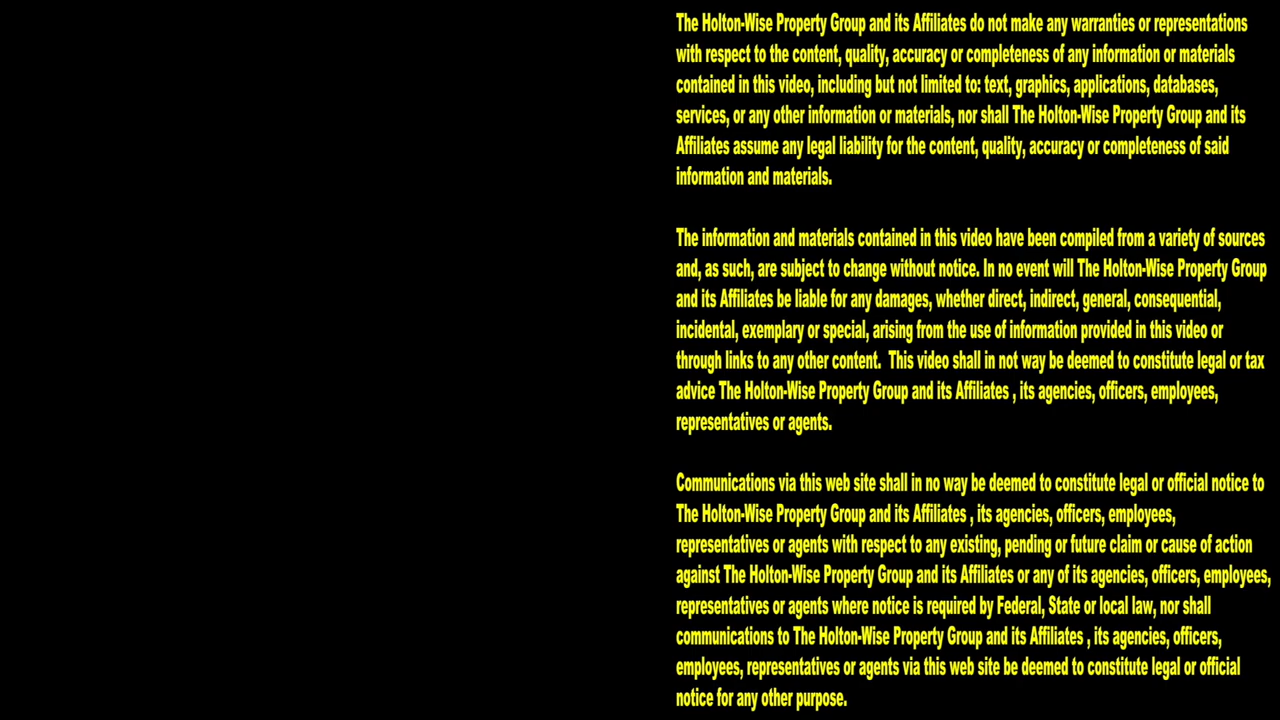 The Holton-Wise Property Group and its Affiliates do not make any warranties or representations
with respect to the content, quality, accuracy or completeness of any information or materials
contained in this video, including but not limited to: text, graphics, applications, databases,
services, or any other information or materials, nor shall The Holton-Wise Property Group and its
Affiliates assume any legal liability for the content, quality, accuracy or completeness of said
information and materials.
The information and materials contained in this video have been compiled from a variety of sources
and, as such, are subject to change without notice. In no event will The Holton-Wise Property Group
and its Affiliates be liable for any damages, whether direct, indirect, general, consequential,
incidental, exemplary or special, arising from the use of information provided in this video or
through links to any other content.  This video shall in not way be deemed to constitute legal or tax
advice The Holton-Wise Property Group and its Affiliates , its agencies, officers, employees,
representatives or agents.
Communications via this web site shall in no way be deemed to constitute legal or official notice to
The Holton-Wise Property Group and its Affiliates , its agencies, officers, employees,
representatives or agents with respect to any existing, pending or future claim or cause of action
against The Holton-Wise Property Group and its Affiliates or any of its agencies, officers, employees,
representatives or agents where notice is required by Federal, State or local law, nor shall
communications to The Holton-Wise Property Group and its Affiliates , its agencies, officers,
employees, representatives or agents via this web site be deemed to constitute legal or official
notice for any other purpose.